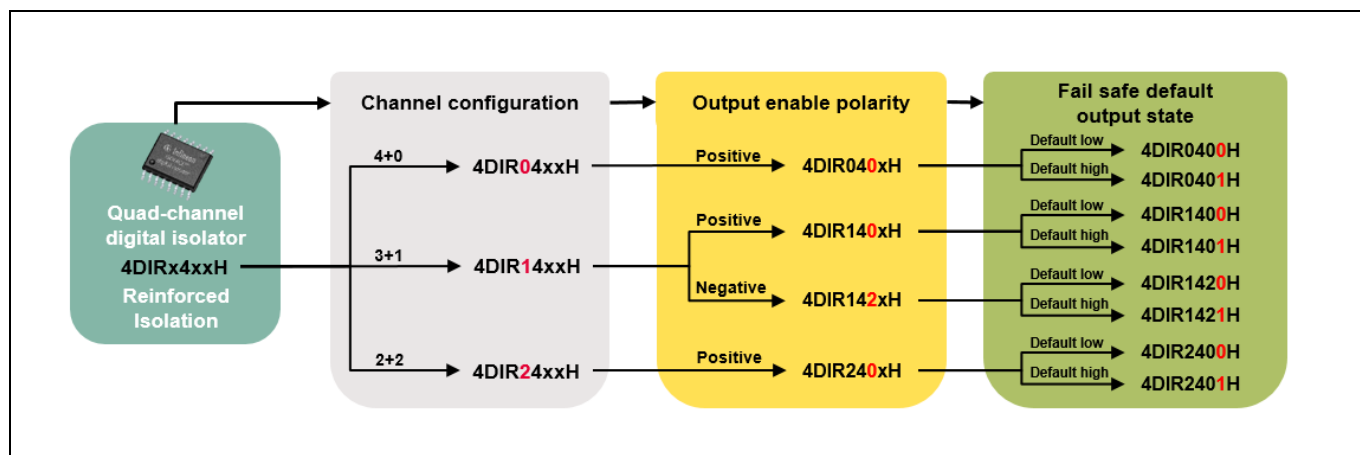 Channel configuration
Output enable polarity
Fail safe default
output state
Infineon
Quad-channel
digital isolator
4DIRx4xxH
Reinforced
Isolation
4+0
4DIR04xxH
3+1
4DIR14xxH
2+2
4DIR24xxH
Positive
4DIR040xH
Positive
4DIR140xH
Negative
4DIR142xH
Positive
4DIR240xH
Default low
4DIR0400H
Default high
4DIR0401H
Default low
4DIR1400H
Default high
4DIR1401H
Default low
4DIR1420H
Default high
4DIR1421H
Default low
4DIR2400H
Default high
4DIR2401H